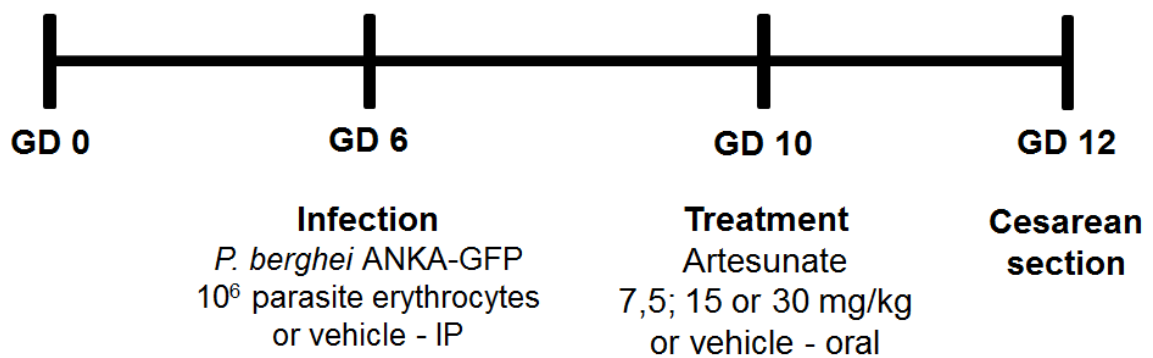 GD 0
GD 6
GD 10
GD 12
Infection
P. berghei ANKA-GFP
10⁶ parasite erythrocytes
or vehicle - IP
Treatment
Artesunate
7,5; 15 or 30 mg/kg
or vehicle - oral
Cesarean
section